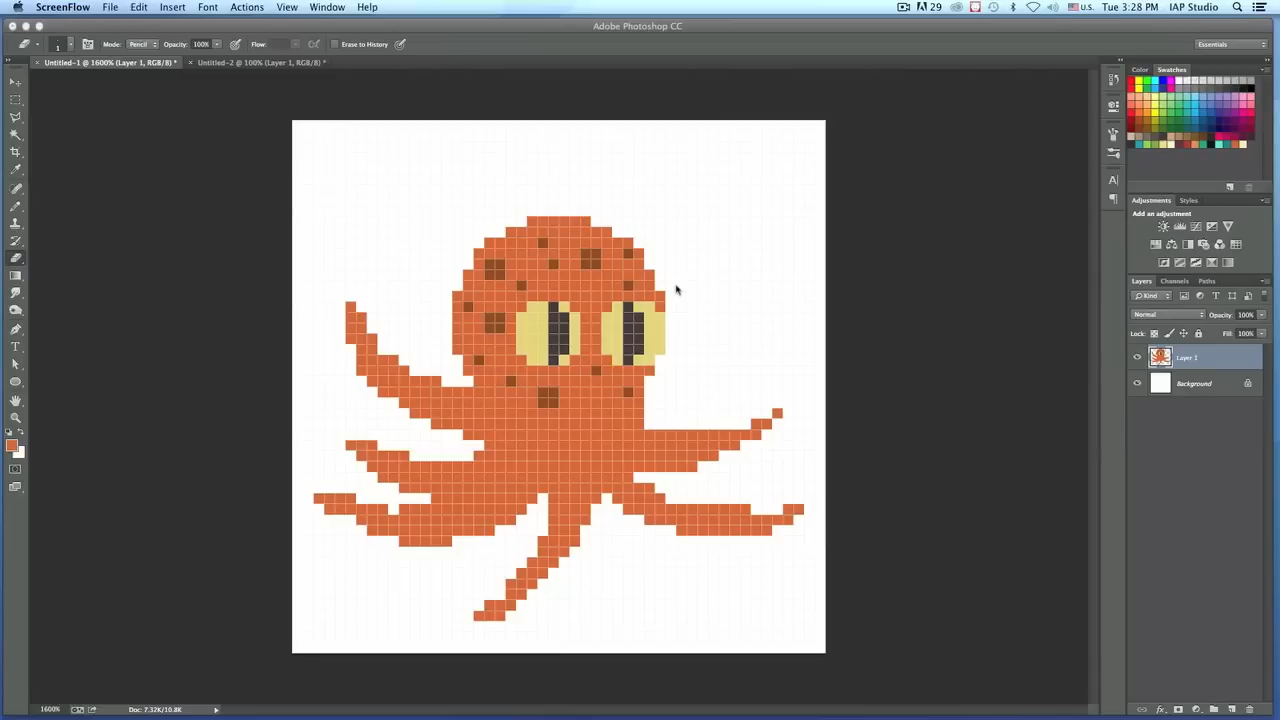 ScreenFlow File Edit Insert Font Actions View Window Help 29 u.s. Tue 3:28 PM IAP Studio
Adobe Photoshop CC
1 Mode: Pencil Opacity: 100% Flow: Erase to History Essentials
× Untitled-1 @ 1600% (Layer 1, RGB/8) * × Untitled-2 @ 100% (Layer 1, RGB/8) *
Color Swatches
Adjustments Styles
Add an adjustment
Layers Channels Paths
Kind
Normal Opacity: 100%
Lock: Fill: 100%
Layer 1
Background
1600% Doc: 7.32K/10.8K